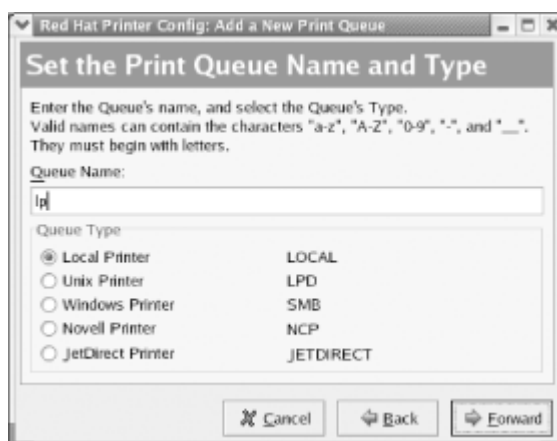 Red Hat Printer Config: Add a New Print Queue
Set the Print Queue Name and Type
Enter the Queue's name, and select the Queue's Type.
Valid names can contain the characters "a-z", "A-Z", "0-9", "-", and "__".
They must begin with letters.
Queue Name:
lp
Queue Type
Local Printer LOCAL
Unix Printer LPD
Windows Printer SMB
Novell Printer NCP
JetDirect Printer JETDIRECT
Cancel Back Forward